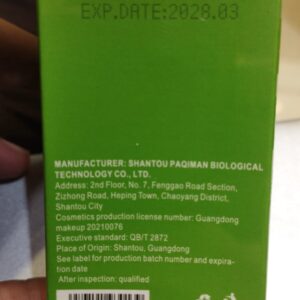 EXP.DATE:2028.03
MANUFACTURER: SHANTOU PAQIMAN BIOLOGICAL
TECHNOLOGY CO., LTD.
Address: 2nd Floor, No. 7, Fenggao Road Section,
Zizhong Road, Heping Town, Chaoyang District,
Shantou City
Cosmetics production license number: Guangdong
makeup 20210076
Executive standard: QB/T 2872
Place of Origin: Shantou, Guangdong
See label for production batch number and expira-
tion date
After inspection: qualified